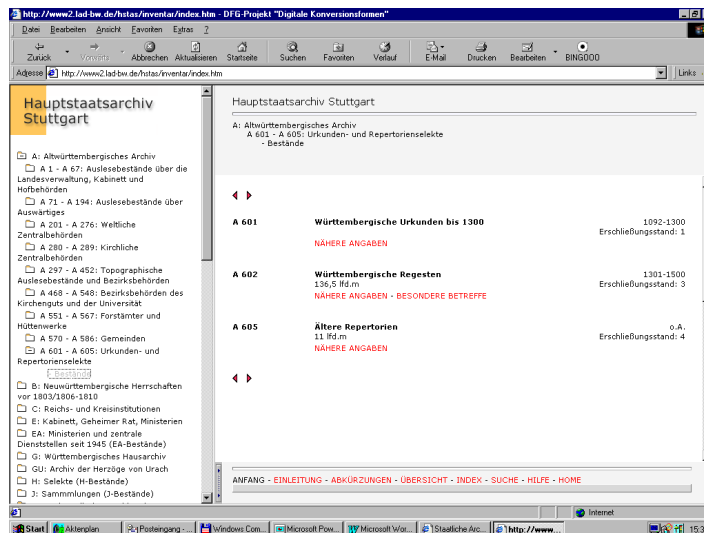 http://www2.lad-bw.de/hstas/inventar/index.htm - DFG-Projekt "Digitale Konversionsformen"
Datei Bearbeiten Ansicht Favoriten Extras ?
Zurück Vorwärts Abbrechen Aktualisieren Startseite Suchen Favoriten Verlauf E-Mail Drucken Bearbeiten BINGOOO
Adresse http://www2.lad-bw.de/hstas/inventar/index.htm Links
Hauptstaatsarchiv
Stuttgart
A: Altwürttembergisches Archiv
A 1 - A 67: Auslesebestände über die
Landesverwaltung, Kabinett und
Hofbehörden
A 71 - A 194: Auslesebestände über
Auswärtiges
A 201 - A 276: Weltliche
Zentralbehörden
A 280 - A 289: Kirchliche
Zentralbehörden
A 297 - A 452: Topographische
Auslesebestände und Bezirksbehörden
A 468 - A 548: Bezirksbehörden des
Kirchenguts und der Universität
A 551 - A 567: Forstämter und
Hüttenwerke
A 570 - A 586: Gemeinden
A 601 - A 605: Urkunden- und
Repertorienselekte
- Bestände
B: Neuwürttembergische Herrschaften
vor 1803/1806-1810
C: Reichs- und Kreisinstitutionen
E: Kabinett, Geheimer Rat, Ministerien
EA: Ministerien und zentrale
Dienststellen seit 1945 (EA-Bestände)
G: Württembergisches Hausarchiv
GU: Archiv der Herzöge von Urach
H: Selekte (H-Bestände)
J: Sammmlungen (J-Bestände)
Hauptstaatsarchiv Stuttgart
A: Altwürttembergisches Archiv
A 601 - A 605: Urkunden- und Repertorienselekte
- Bestände
A 601 Württembergische Urkunden bis 1300 1092-1300
Erschließungsstand: 1
NÄHERE ANGABEN
A 602 Württembergische Regesten 1301-1500
136,5 lfd.m Erschließungsstand: 3
NÄHERE ANGABEN - BESONDERE BETREFFE
A 605 Ältere Repertorien o.A.
11 lfd.m Erschließungsstand: 4
NÄHERE ANGABEN
ANFANG - EINLEITUNG - ABKÜRZUNGEN - ÜBERSICHT - INDEX - SUCHE - HILFE - HOME
Internet
Start Aktenplan Posteingang - ... Windows Com... Microsoft Pow... Microsoft Wor... Staatliche Arc... http://www...